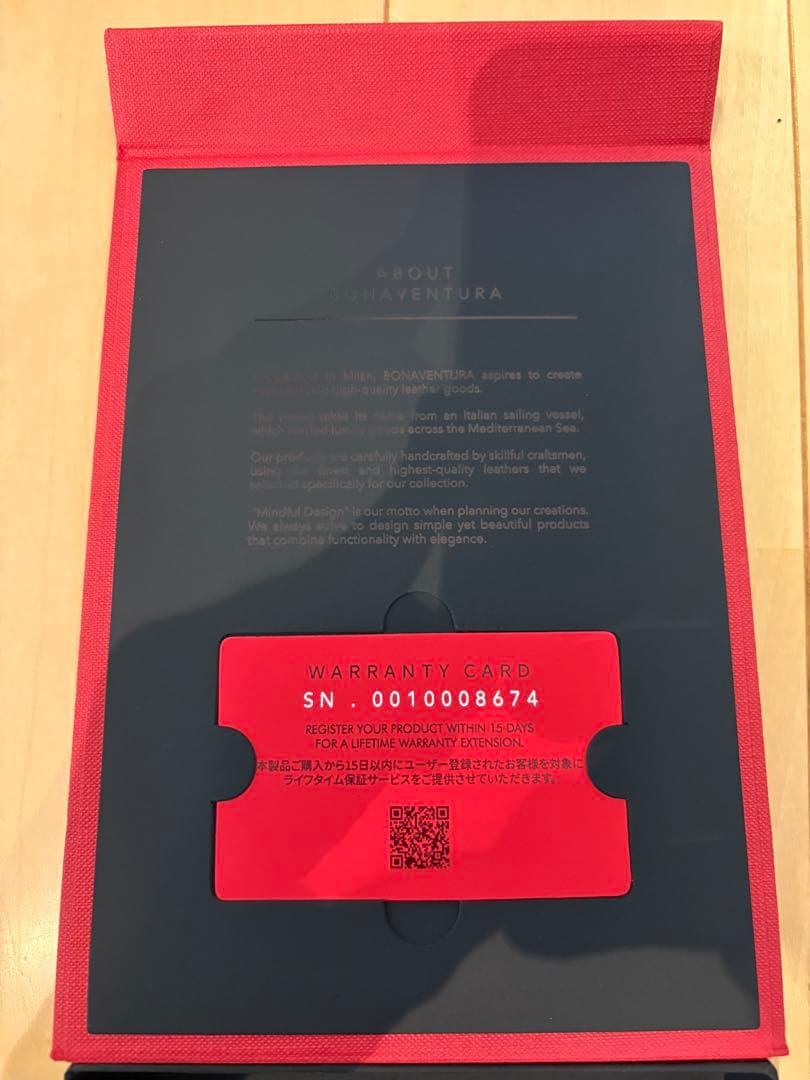 ABOUT
BONAVENTURA
in Milan, BONAVENTURA aspires to create
high-quality leather goods.
takes its name from an Italian sailing vessel,
which carried luxury goods across the Mediterranean Sea.
Our products are carefully handcrafted by skillful craftsmen,
using the finest and highest-quality leathers that we
selected specifically for our collection.
"Mindful Design" is our motto when planning our creations.
We always strive to design simple yet beautiful products
that combine functionality with elegance.
WARRANTY CARD
SN . 0010008674
REGISTER YOUR PRODUCT WITHIN 15 DAYS
FOR A LIFETIME WARRANTY EXTENSION.
本製品ご購入から15日以内にユーザー登録されたお客様を対象に
ライフタイム保証サービスをご提供させていただきます。